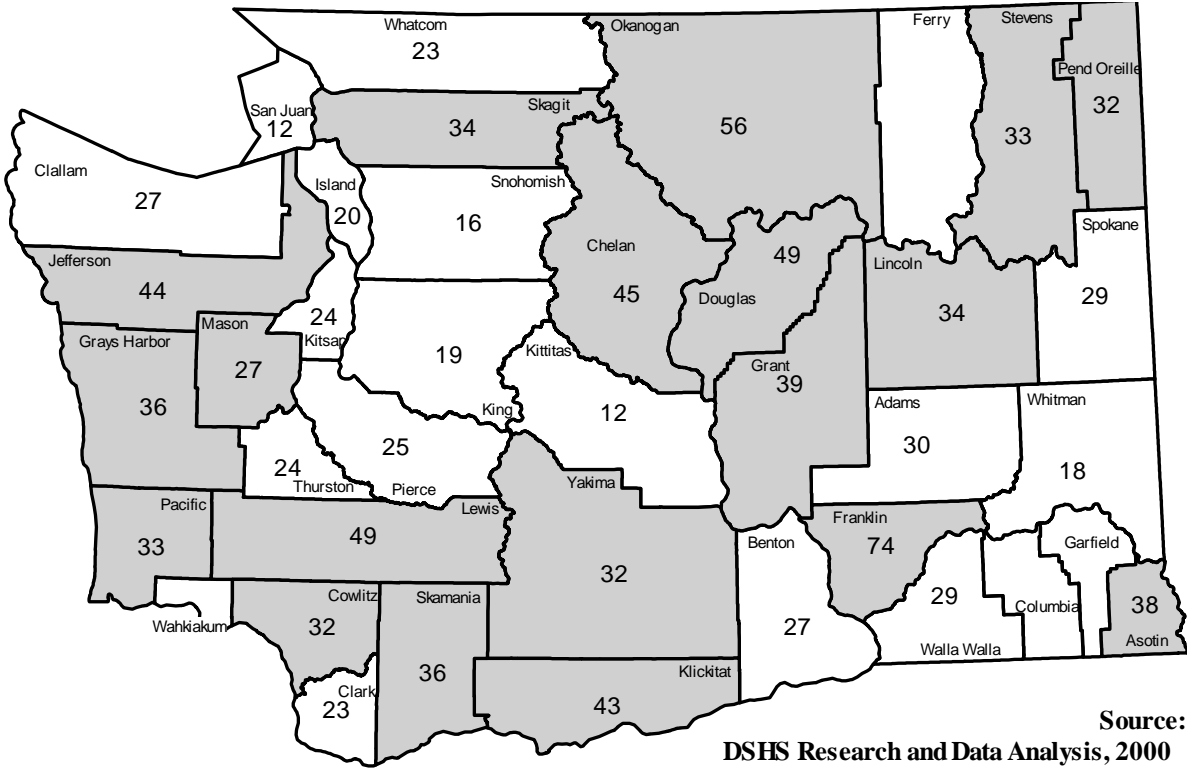 Whatcom
23
Okanogan
56
Ferry
Stevens
33
Pend Oreille
32
San Juan
12
Skagit
34
Clallam
27
Island
20
Snohomish
16
Chelan
45
Douglas
49
Lincoln
34
Spokane
29
Jefferson
44
Mason
27
Kitsap
24
Grays Harbor
36
King
19
Kittitas
12
Grant
39
Adams
30
Whitman
18
Thurston
24
Pierce
25
Yakima
32
Pacific
33
Lewis
49
Benton
27
Franklin
74
Walla Walla
29
Columbia
Garfield
Asotin
38
Wahkiakum
Cowlitz
32
Skamania
36
Clark
23
Klickitat
43
Source:
DSHS Research and Data Analysis, 2000